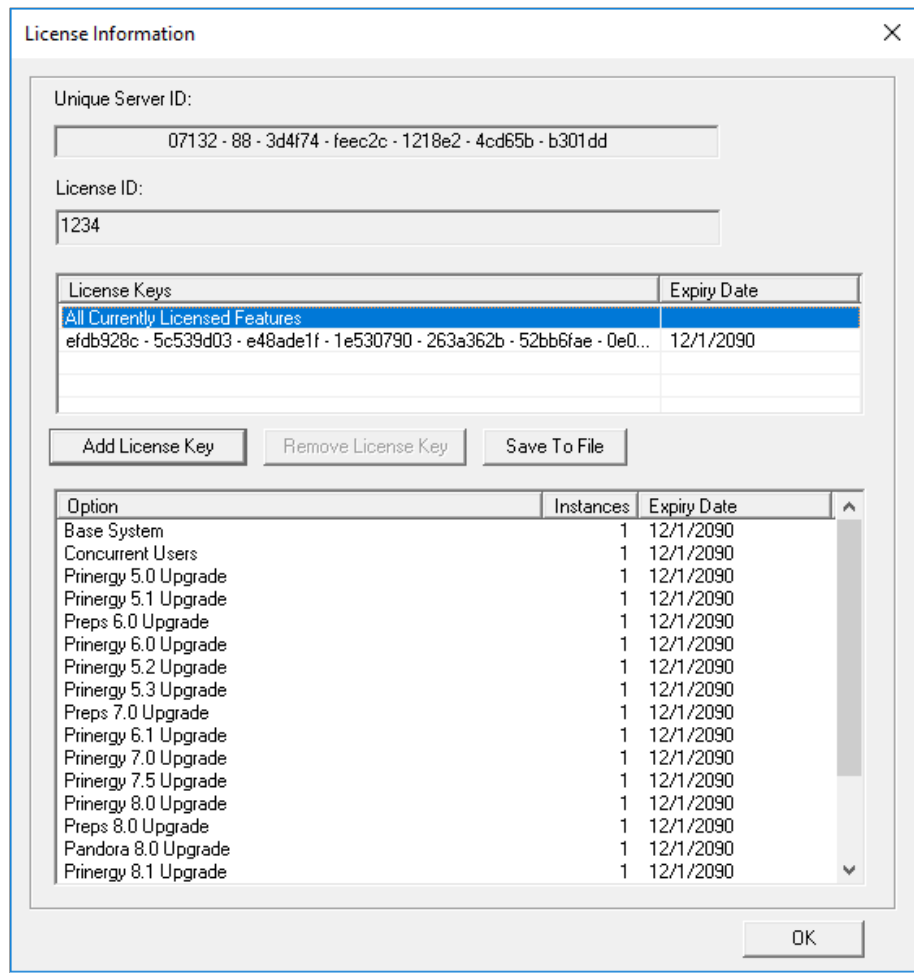 License Information
Unique Server ID:
07132 - 88 - 3d4f74 - feec2c - 1218e2 - 4cd65b - b301dd
License ID:
1234
License Keys Expiry Date
All Currently Licensed Features
efdb928c - 5c539d03 - e48ade1f - 1e530790 - 263a362b - 52bb6fae - 0e0... 12/1/2090
Add License Key Remove License Key Save To File
Option Instances Expiry Date
Base System 1 12/1/2090
Concurrent Users 1 12/1/2090
Prinergy 5.0 Upgrade 1 12/1/2090
Prinergy 5.1 Upgrade 1 12/1/2090
Preps 6.0 Upgrade 1 12/1/2090
Prinergy 6.0 Upgrade 1 12/1/2090
Prinergy 5.2 Upgrade 1 12/1/2090
Prinergy 5.3 Upgrade 1 12/1/2090
Preps 7.0 Upgrade 1 12/1/2090
Prinergy 6.1 Upgrade 1 12/1/2090
Prinergy 7.0 Upgrade 1 12/1/2090
Prinergy 7.5 Upgrade 1 12/1/2090
Prinergy 8.0 Upgrade 1 12/1/2090
Preps 8.0 Upgrade 1 12/1/2090
Pandora 8.0 Upgrade 1 12/1/2090
Prinergy 8.1 Upgrade 1 12/1/2090
OK